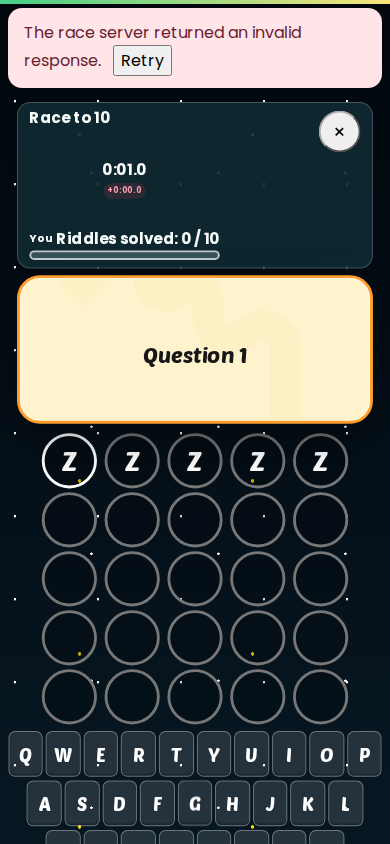 The race server returned an invalid
response. Retry
Race to 10
×
0:01.0
+0:00.0
You Riddles solved: 0 / 10
Question 1
Z Z Z Z Z
Q W E R T Y U I O P
A S D F G H J K L